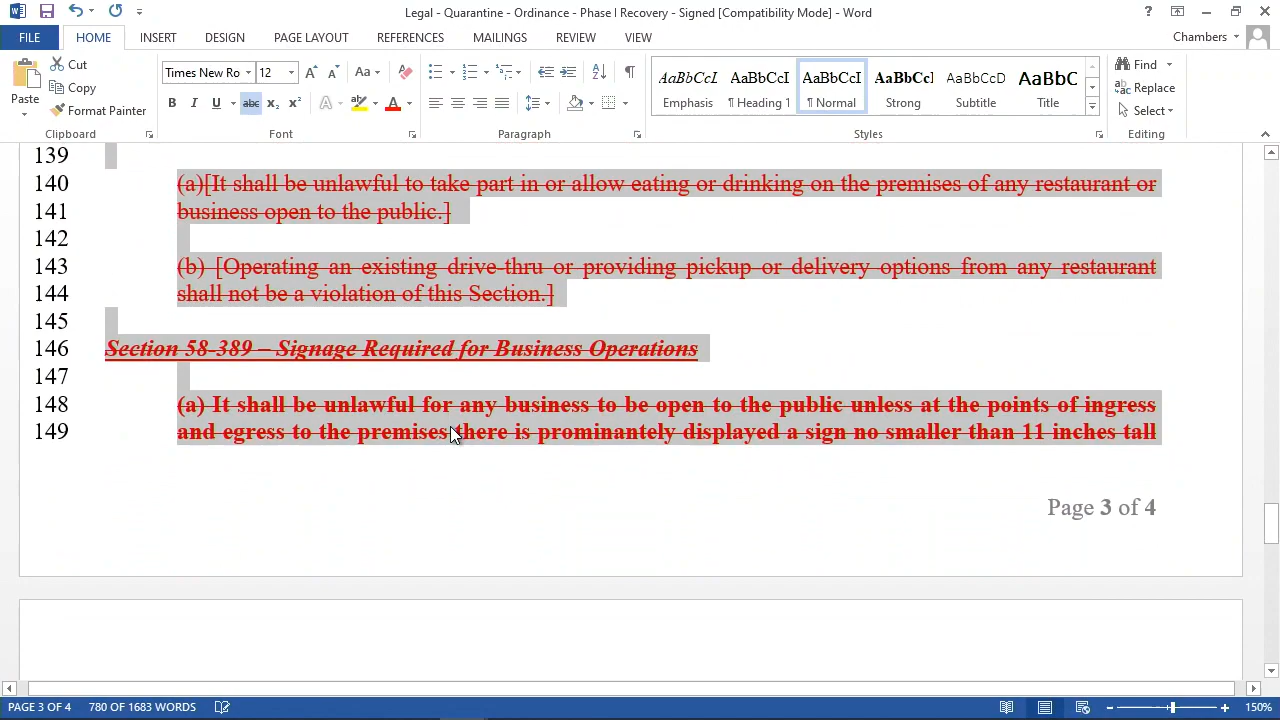 Legal - Quarantine - Ordinance - Phase I Recovery - Signed [Compatibility Mode] - Word
FILE HOME INSERT DESIGN PAGE LAYOUT REFERENCES MAILINGS REVIEW VIEW Chambers
Paste Cut Copy Format Painter
Times New Ro 12 Aa
B I U abc X₂ X² A A
AaBbCcI AaBbCcI AaBbCcI AaBbCcI AaBbCcD AaBbC
Emphasis ¶ Heading 1 ¶ Normal Strong Subtitle Title
Find Replace Select
Clipboard Font Paragraph Styles Editing
139
140 (a)[It shall be unlawful to take part in or allow eating or drinking on the premises of any restaurant or
141 business open to the public.]
142
143 (b) [Operating an existing drive-thru or providing pickup or delivery options from any restaurant
144 shall not be a violation of this Section.]
145
146 Section 58-389 – Signage Required for Business Operations
147
148 (a) It shall be unlawful for any business to be open to the public unless at the points of ingress
149 and egress to the premises there is prominantely displayed a sign no smaller than 11 inches tall
Page 3 of 4
PAGE 3 OF 4 780 OF 1683 WORDS 150%